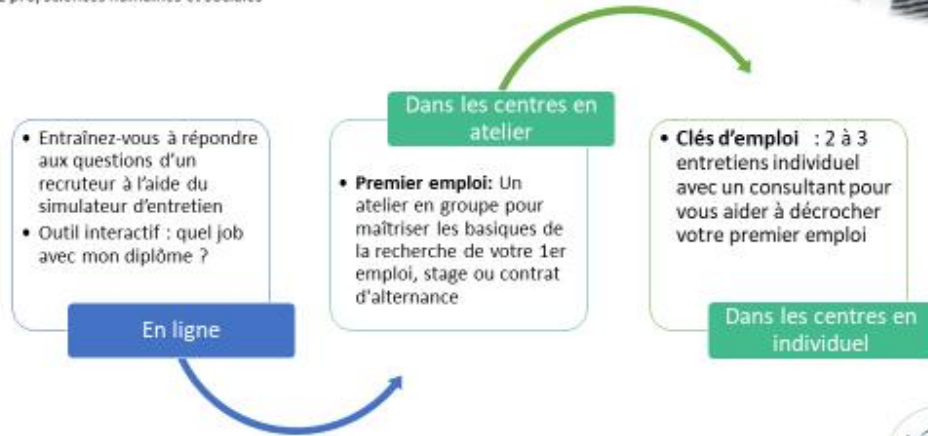 • Entraînez-vous à répondre
aux questions d'un
recruteur à l'aide du
simulateur d'entretien
• Outil interactif : quel job
avec mon diplôme ?
En ligne
Dans les centres en
atelier
• Premier emploi: Un
atelier en groupe pour
maîtriser les basiques de
la recherche de votre 1er
emploi, stage ou contrat
d'alternance
• Clés d'emploi : 2 à 3
entretiens individuel
avec un consultant pour
vous aider à décrocher
votre premier emploi
Dans les centres en
individuel